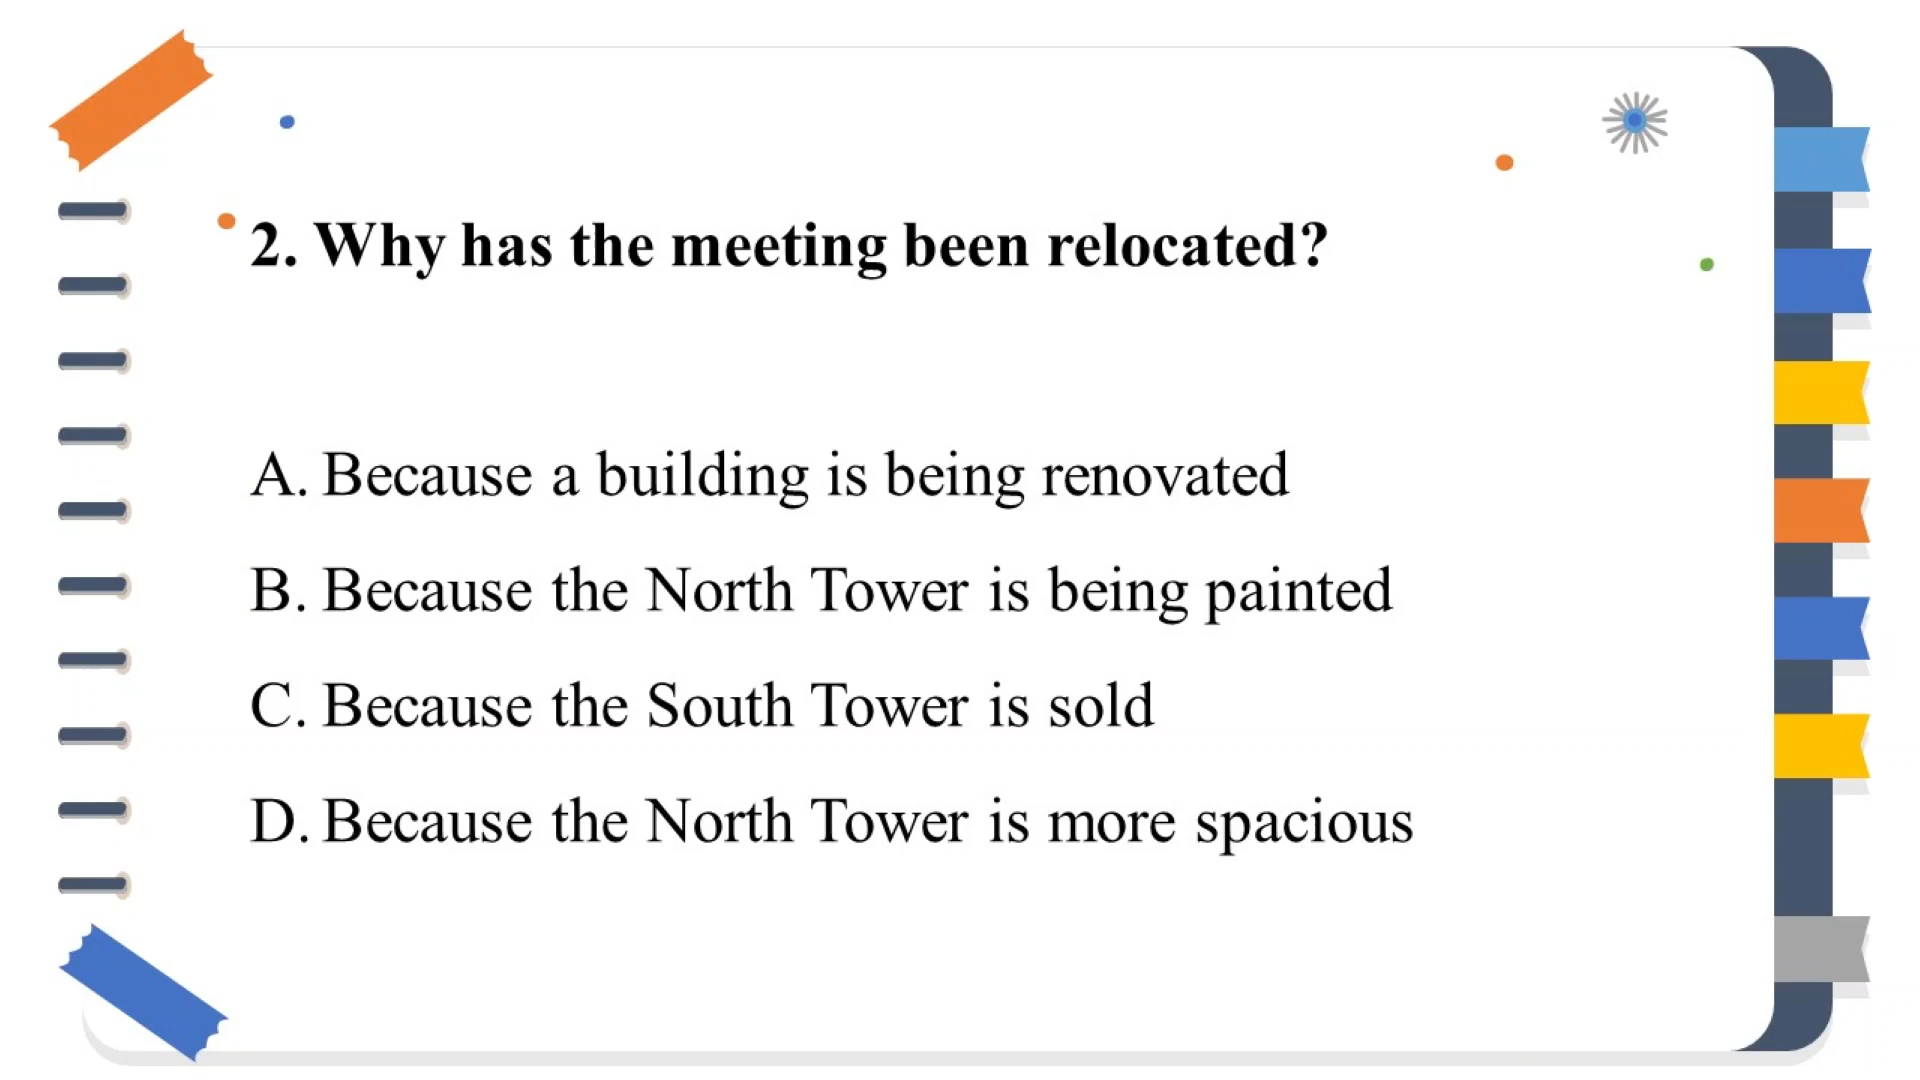 2. Why has the meeting been relocated?
A. Because a building is being renovated
B. Because the North Tower is being painted
C. Because the South Tower is sold
D. Because the North Tower is more spacious